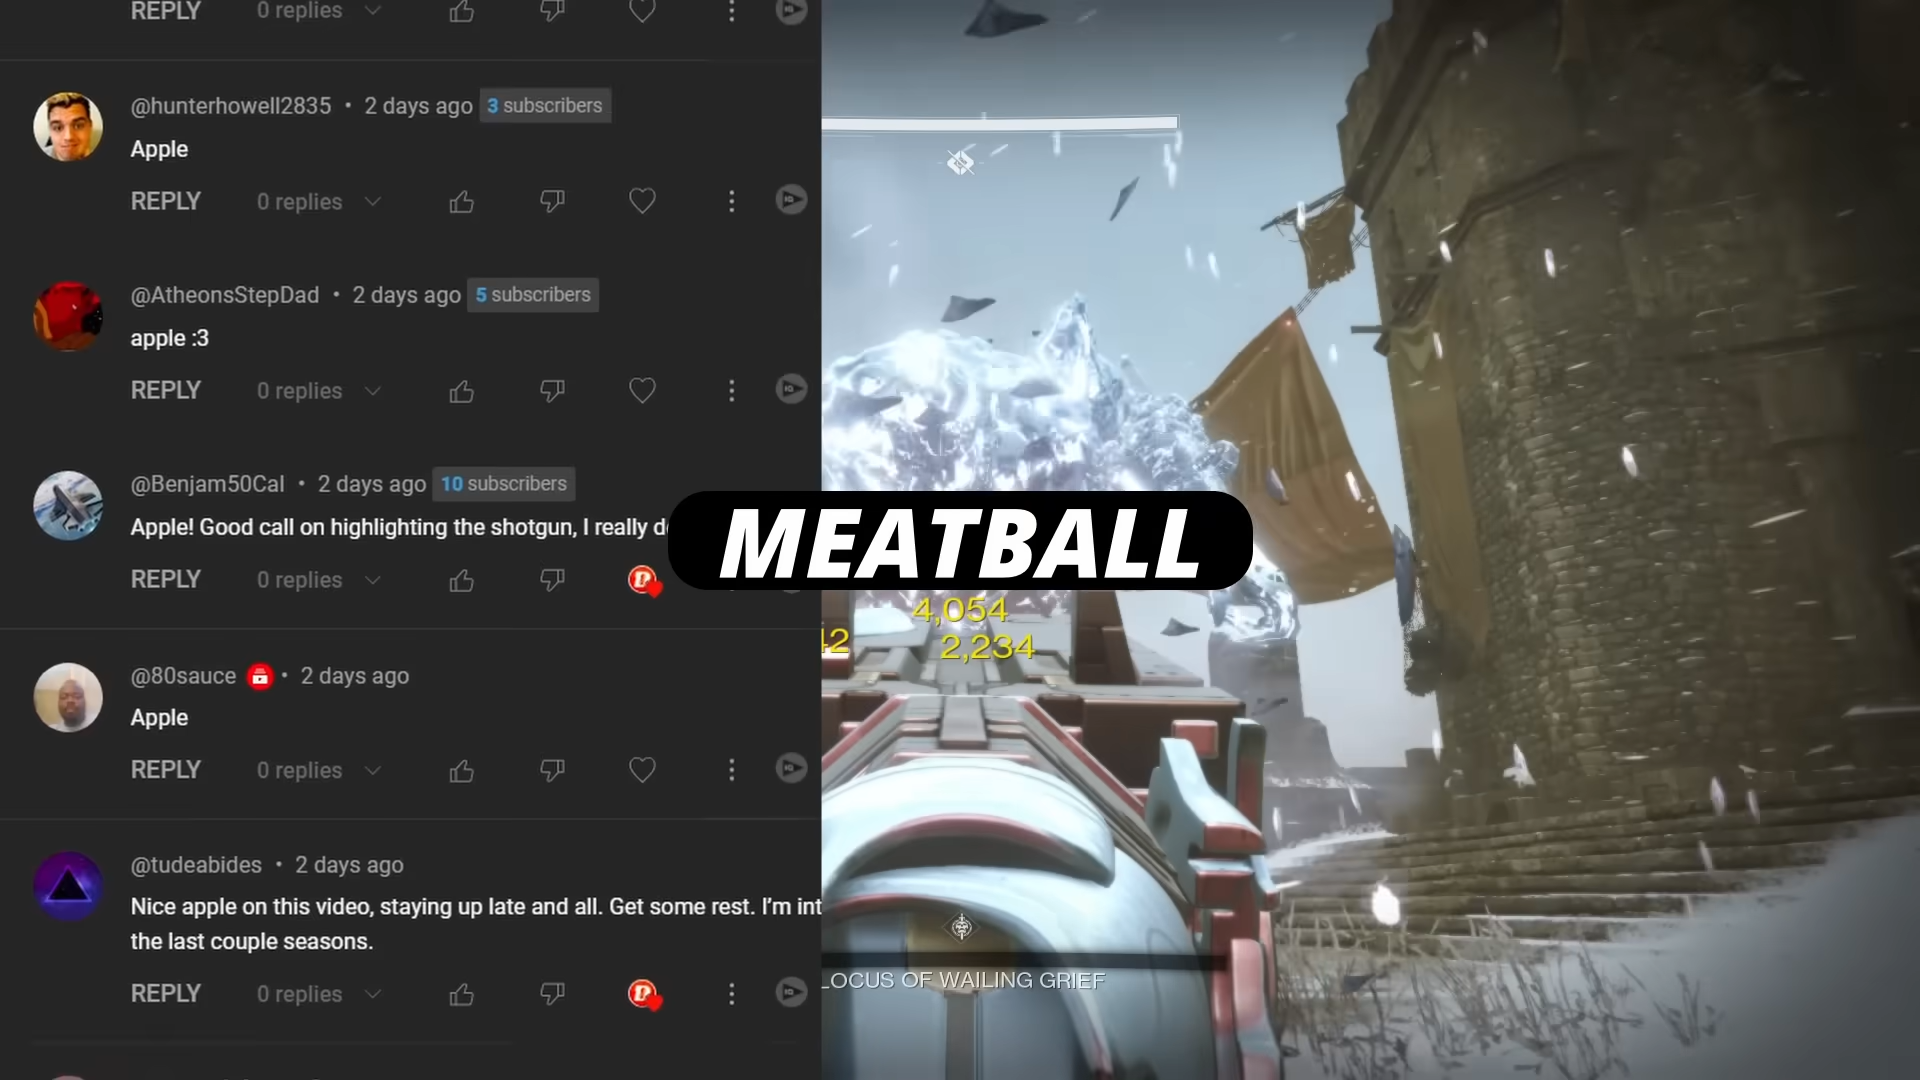 REPLY 0 replies
@hunterhowell2835 • 2 days ago 3 subscribers
Apple
REPLY 0 replies
@AtheonsStepDad • 2 days ago 5 subscribers
apple :3
REPLY 0 replies
@Benjam50Cal • 2 days ago 10 subscribers
Apple! Good call on highlighting the shotgun, I really d
REPLY 0 replies
MEATBALL
4,054
42
2,234
@80sauce • 2 days ago
Apple
REPLY 0 replies
@tudeabides • 2 days ago
Nice apple on this video, staying up late and all. Get some rest. I'm int
the last couple seasons.
REPLY 0 replies
LOCUS OF WAILING GRIEF